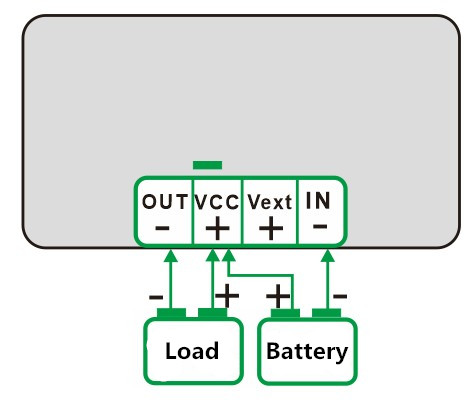 OUT VCC Vext IN
- + + -
- + + -
Load Battery